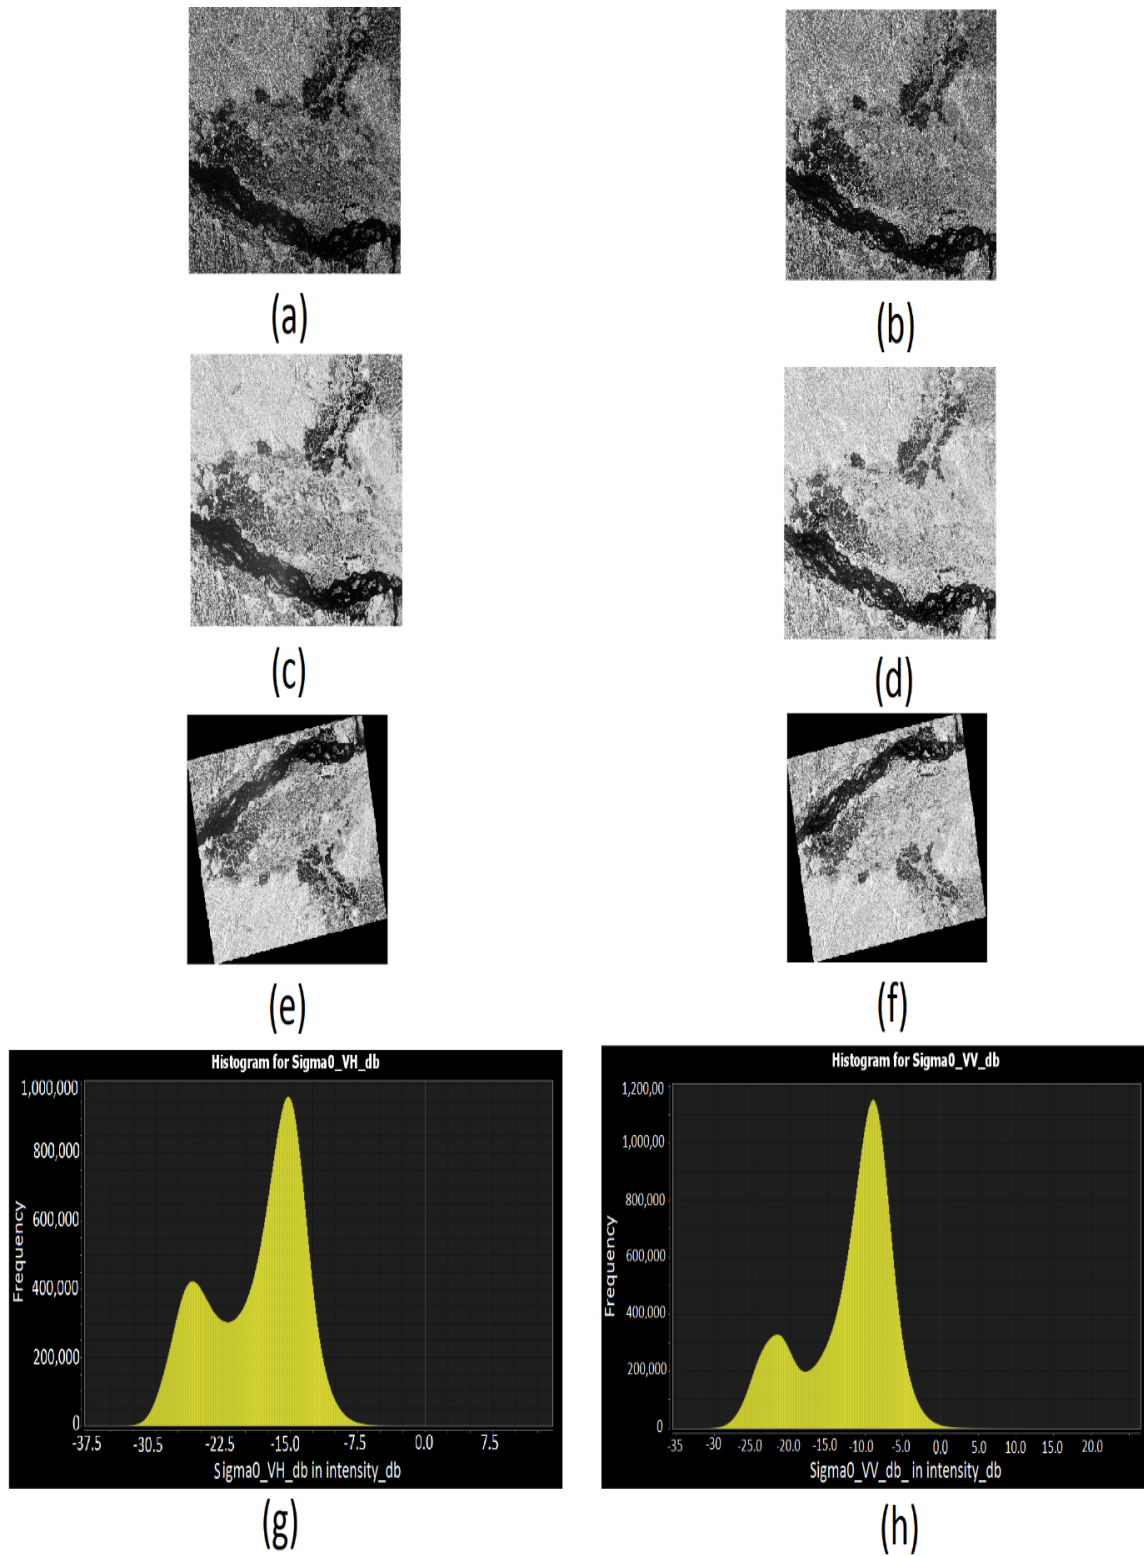 (a)
(b)
(c)
(d)
(e)
(f)
Histogram for Sigma0_VH_db
1,000,000
800,000
600,000
400,000
200,000
0
Frequency
-37.5 -30.5 -22.5 -15.0 -7.5 0.0 7.5
Sigma0_VH_db in intensity_db
(g)
Histogram for Sigma0_VV_db
1,200,00
1,000,00
800,000
600,000
400,000
200,000
0
Frequency
-35 -30 -25.0 -20.0 -15.0 -10.0 -5.0 0.0 5.0 10.0 15.0 20.0
Sigma0_VV_db_ in intensity_db
(h)